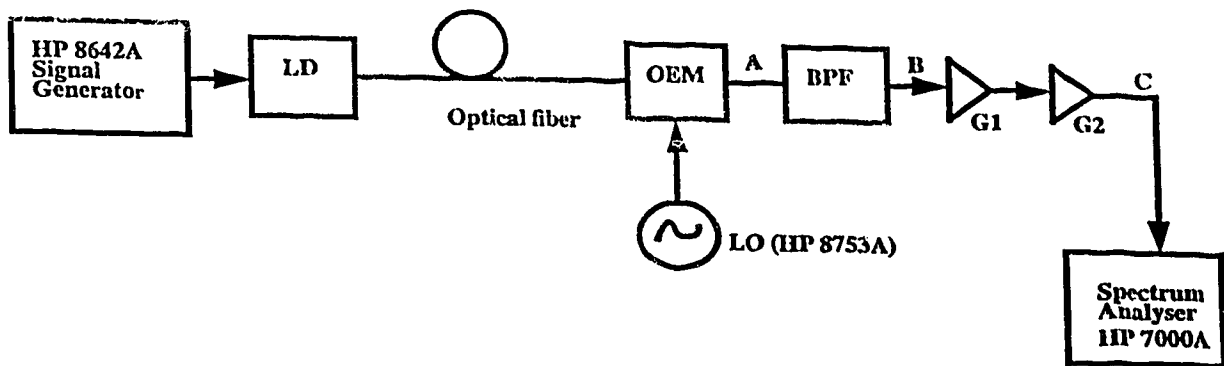 HP 8642A
Signal
Generator
LD
Optical fiber
OEM
A
BPF
B
G1
G2
C
LO (HP 8753A)
Spectrum
Analyser
HP 7000A